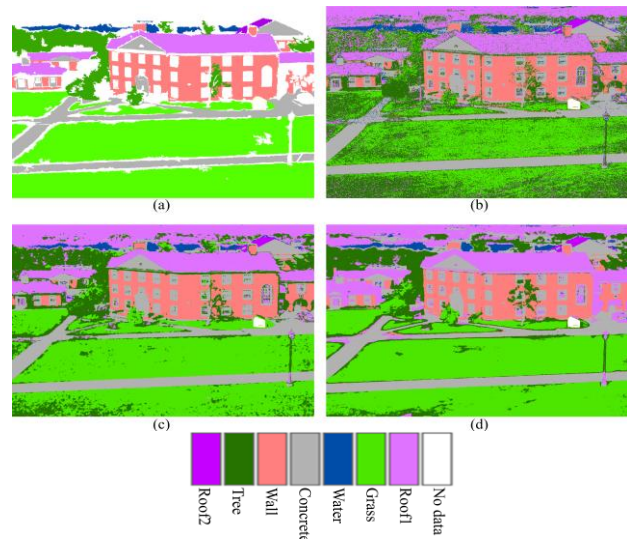 (a)
(b)
(c)
(d)
Roof2
Tree
Wall
Concrete
Water
Grass
Roof1
No data